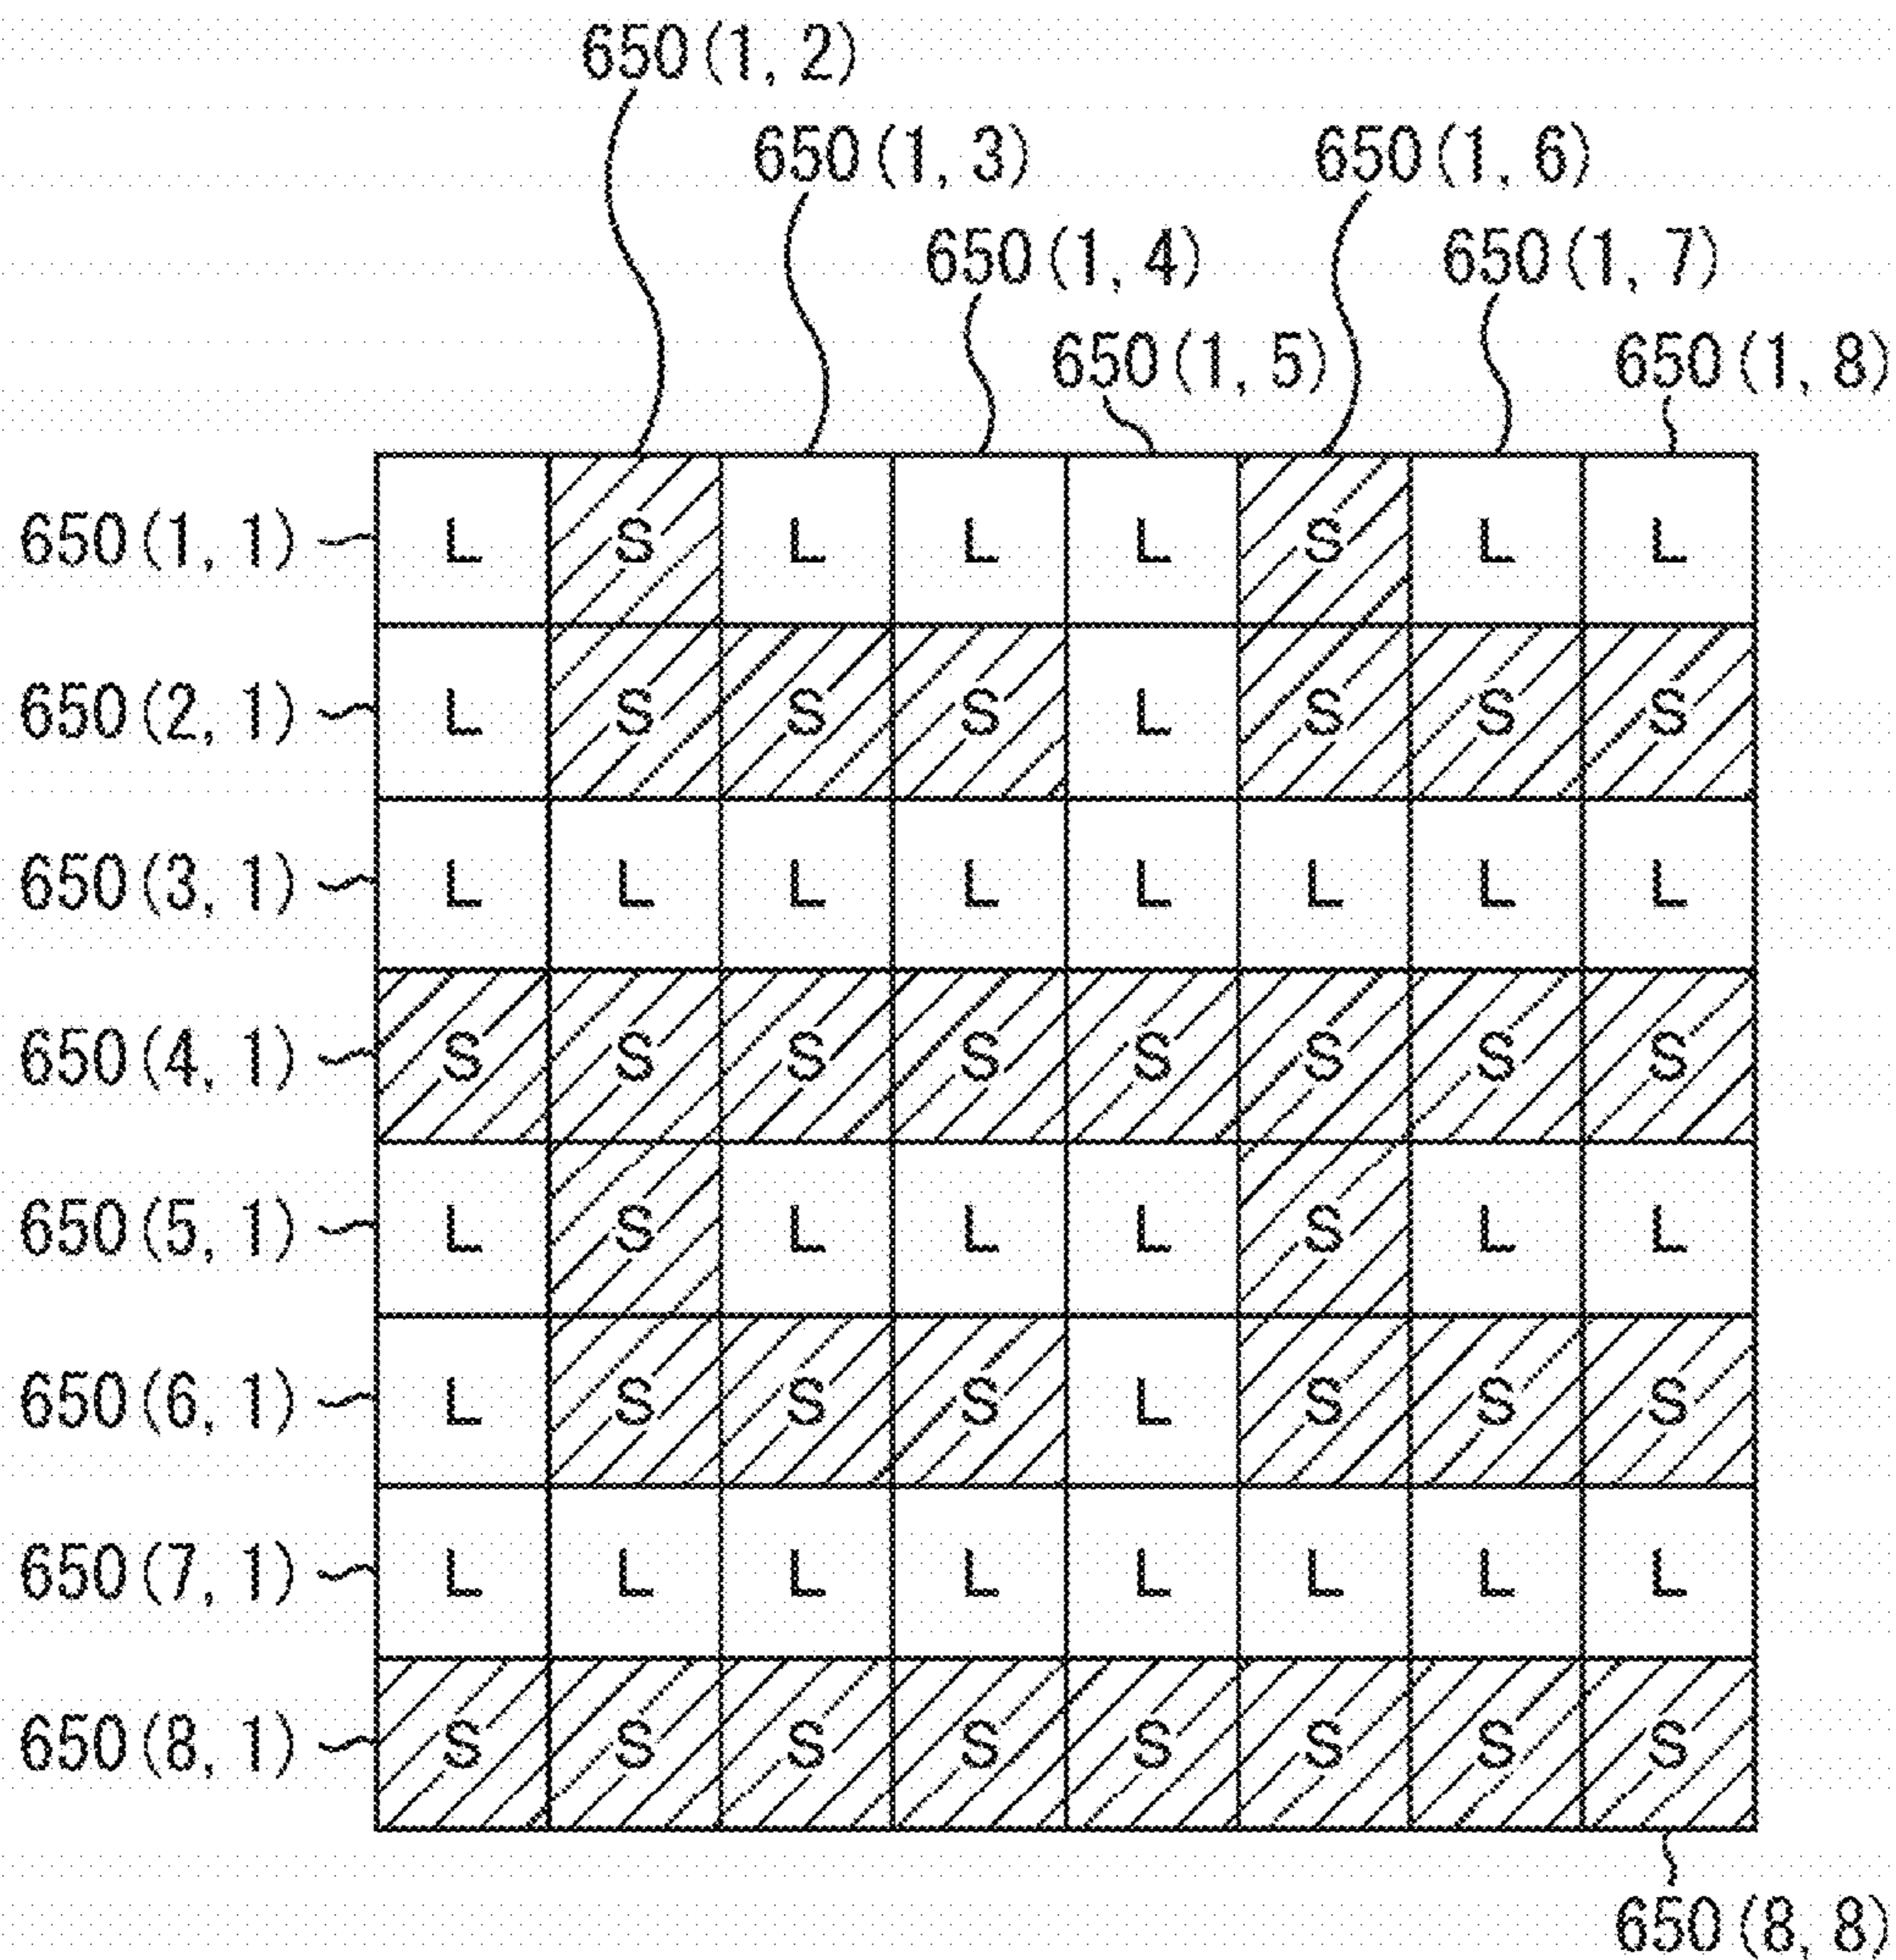 650(1, 2)
650(1, 3) 650(1, 6)
650(1, 4) 650(1, 7)
650(1, 5) 650(1, 8)
650(1, 1) L S L L L S L L
650(2, 1) L S S S L S S S
650(3, 1) L L L L L L L L
650(4, 1) S S S S S S S S
650(5, 1) L S L L L S L L
650(6, 1) L S S S L S S S
650(7, 1) L L L L L L L L
650(8, 1) S S S S S S S S
650(8, 8)